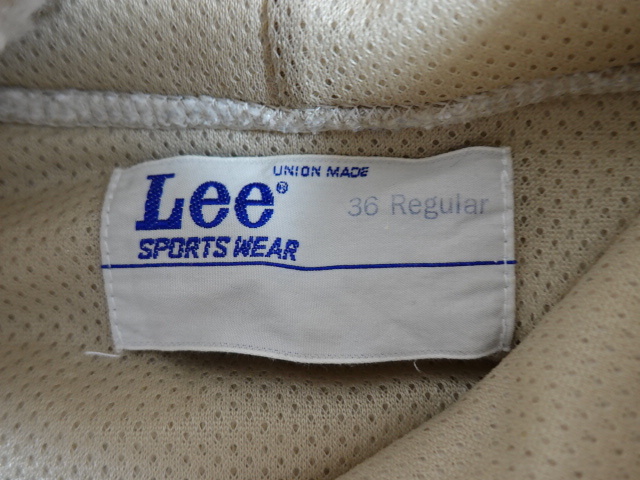 UNION MADE
Lee®
36 Regular
SPORTS WEAR